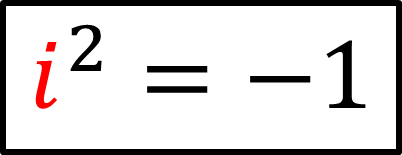 i² = −1